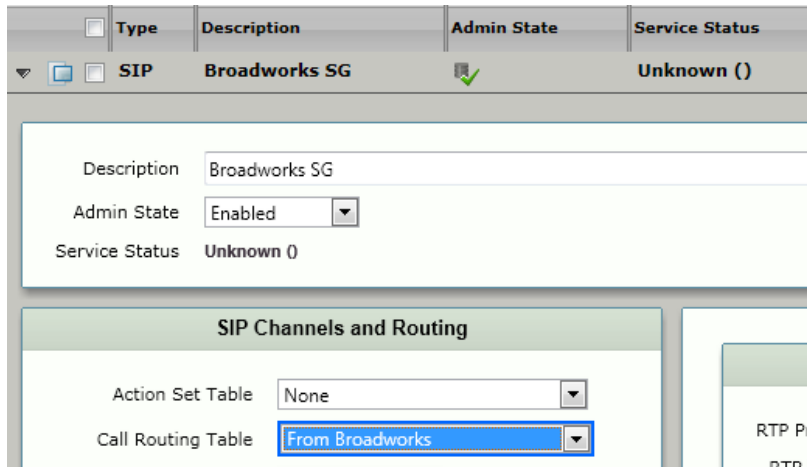 Type Description Admin State Service Status
SIP Broadworks SG Unknown ()
Description Broadworks SG
Admin State Enabled
Service Status Unknown ()
SIP Channels and Routing
Action Set Table None
Call Routing Table From Broadworks
RTP